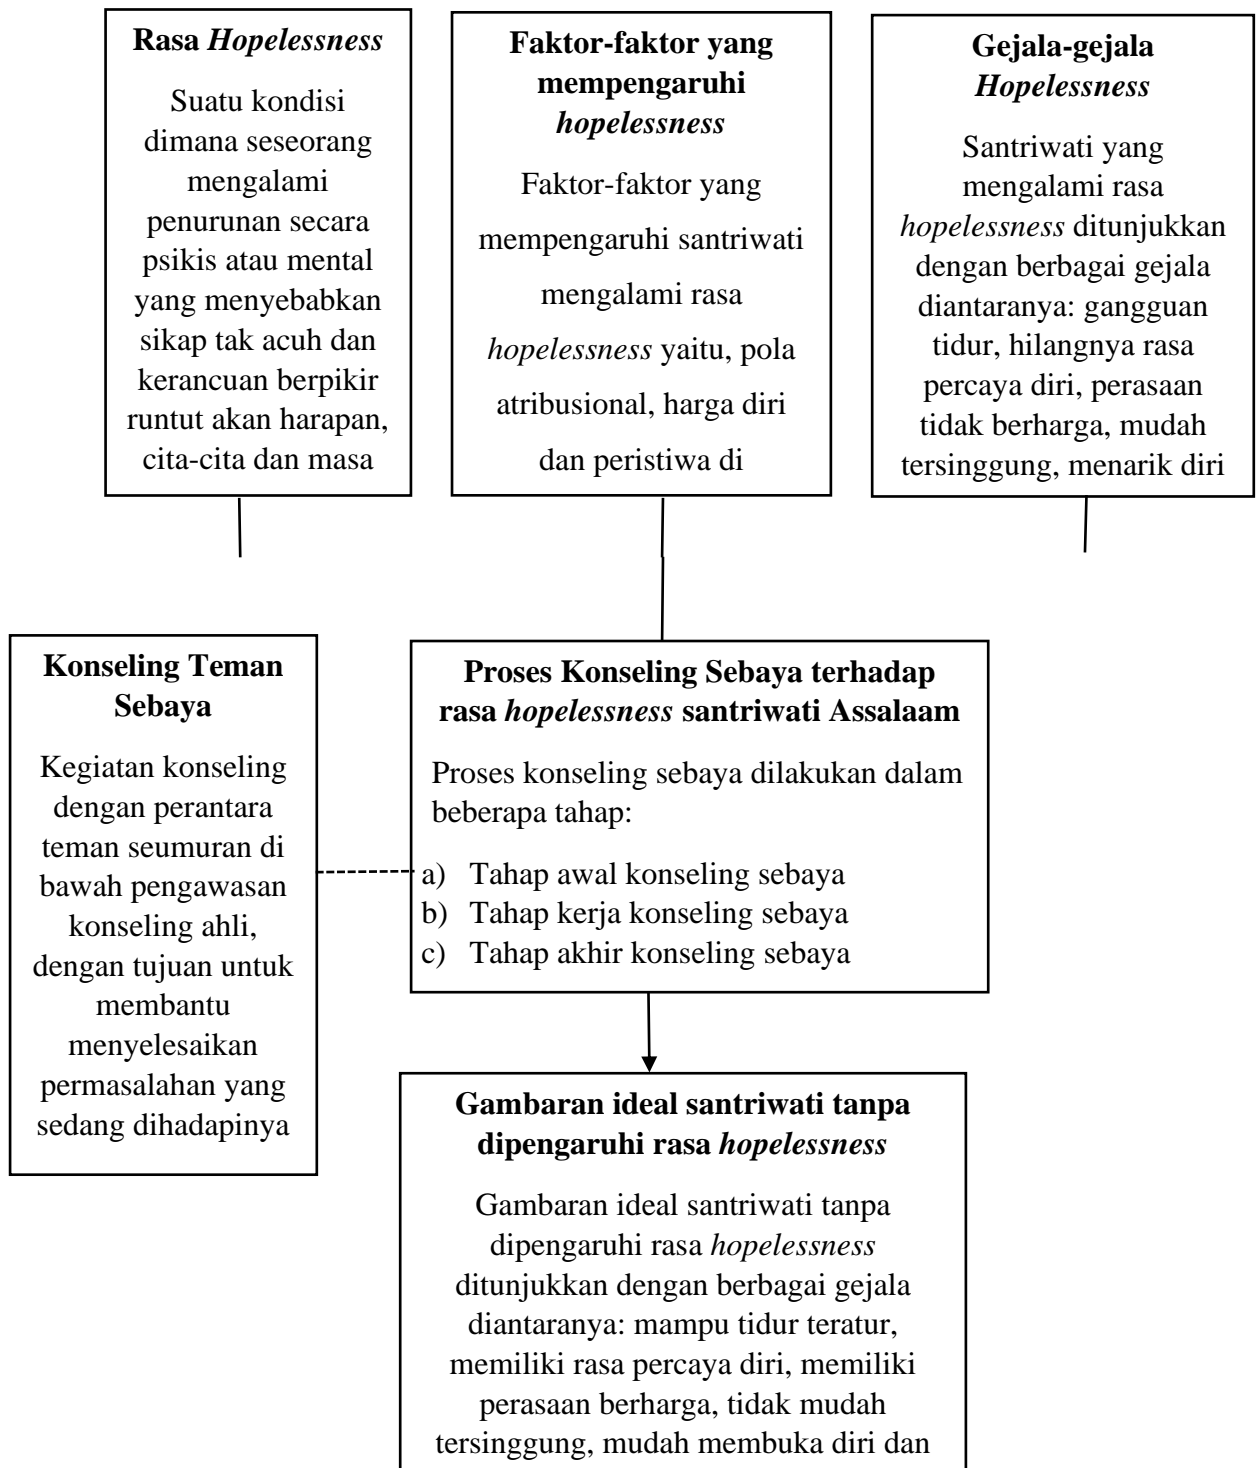 Rasa Hopelessness
Suatu kondisi
dimana seseorang
mengalami
penurunan secara
psikis atau mental
yang menyebabkan
sikap tak acuh dan
kerancuan berpikir
runtut akan harapan,
cita-cita dan masa
Faktor-faktor yang
mempengaruhi
hopelessness
Faktor-faktor yang
mempengaruhi santriwati
mengalami rasa
hopelessness yaitu, pola
atribusional, harga diri
dan peristiwa di
Gejala-gejala
Hopelessness
Santriwati yang
mengalami rasa
hopelessness ditunjukkan
dengan berbagai gejala
diantaranya: gangguan
tidur, hilangnya rasa
percaya diri, perasaan
tidak berharga, mudah
tersinggung, menarik diri
Konseling Teman
Sebaya
Kegiatan konseling
dengan perantara
teman seumuran di
bawah pengawasan
konseling ahli,
dengan tujuan untuk
membantu
menyelesaikan
permasalahan yang
sedang dihadapinya
Proses Konseling Sebaya terhadap
rasa hopelessness santriwati Assalaam
Proses konseling sebaya dilakukan dalam
beberapa tahap:
a) Tahap awal konseling sebaya
b) Tahap kerja konseling sebaya
c) Tahap akhir konseling sebaya
Gambaran ideal santriwati tanpa
dipengaruhi rasa hopelessness
Gambaran ideal santriwati tanpa
dipengaruhi rasa hopelessness
ditunjukkan dengan berbagai gejala
diantaranya: mampu tidur teratur,
memiliki rasa percaya diri, memiliki
perasaan berharga, tidak mudah
tersinggung, mudah membuka diri dan